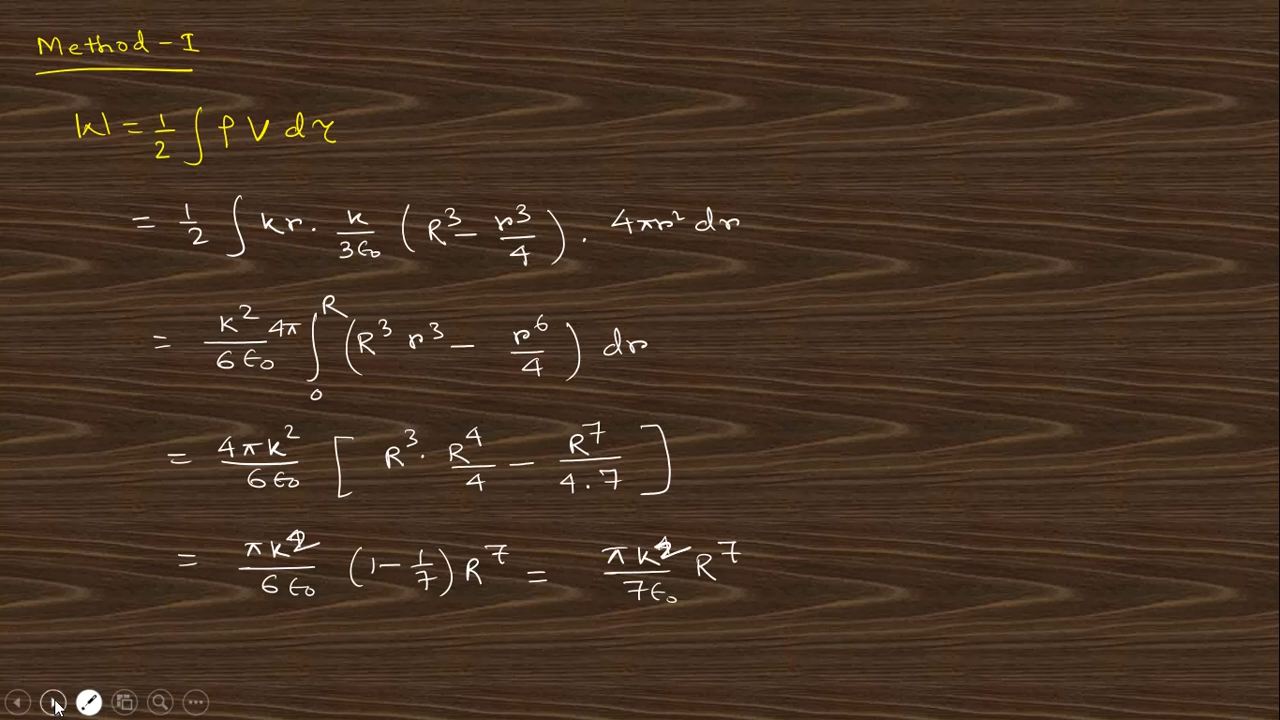 Method - I
W = 1/2 ∫ ρ V dτ
= 1/2 ∫ kr · k/3ϵ₀ (R³ - r³/4) · 4πr² dr
= k²/6ϵ₀ 4π ∫₀ᴿ (R³ r³ - r⁶/4) dr
= 4πk²/6ϵ₀ [ R³ · R⁴/4 - R⁷/4.7 ]
= πk²/6ϵ₀ (1 - 1/7) R⁷ = πk²/7ϵ₀ R⁷